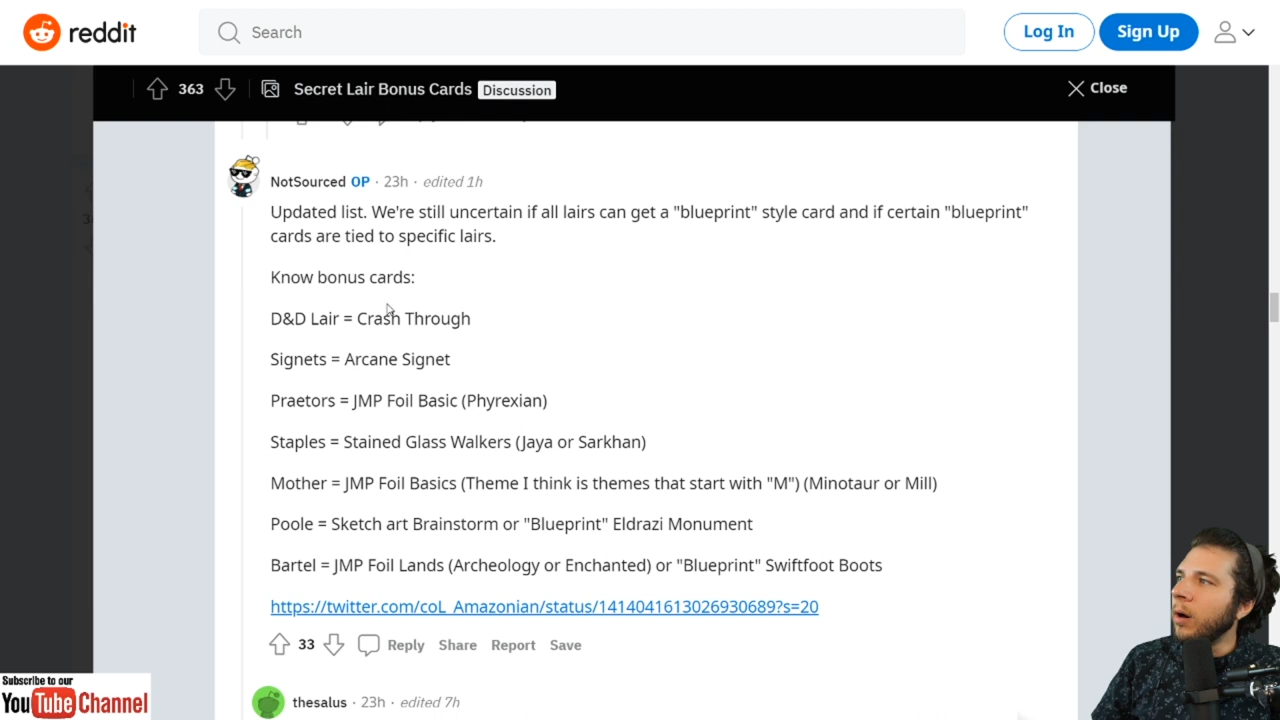 reddit
Search
Log In
Sign Up
363
Secret Lair Bonus Cards
Discussion
Close
NotSourced OP · 23h · edited 1h
Updated list. We're still uncertain if all lairs can get a "blueprint" style card and if certain "blueprint"
cards are tied to specific lairs.
Know bonus cards:
D&D Lair = Crash Through
Signets = Arcane Signet
Praetors = JMP Foil Basic (Phyrexian)
Staples = Stained Glass Walkers (Jaya or Sarkhan)
Mother = JMP Foil Basics (Theme I think is themes that start with "M") (Minotaur or Mill)
Poole = Sketch art Brainstorm or "Blueprint" Eldrazi Monument
Bartel = JMP Foil Lands (Archeology or Enchanted) or "Blueprint" Swiftfoot Boots
https://twitter.com/coL_Amazonian/status/1414041613026930689?s=20
33 Reply Share Report Save
Subscribe to our
YouTube Channel
thesalus · 23h · edited 7h